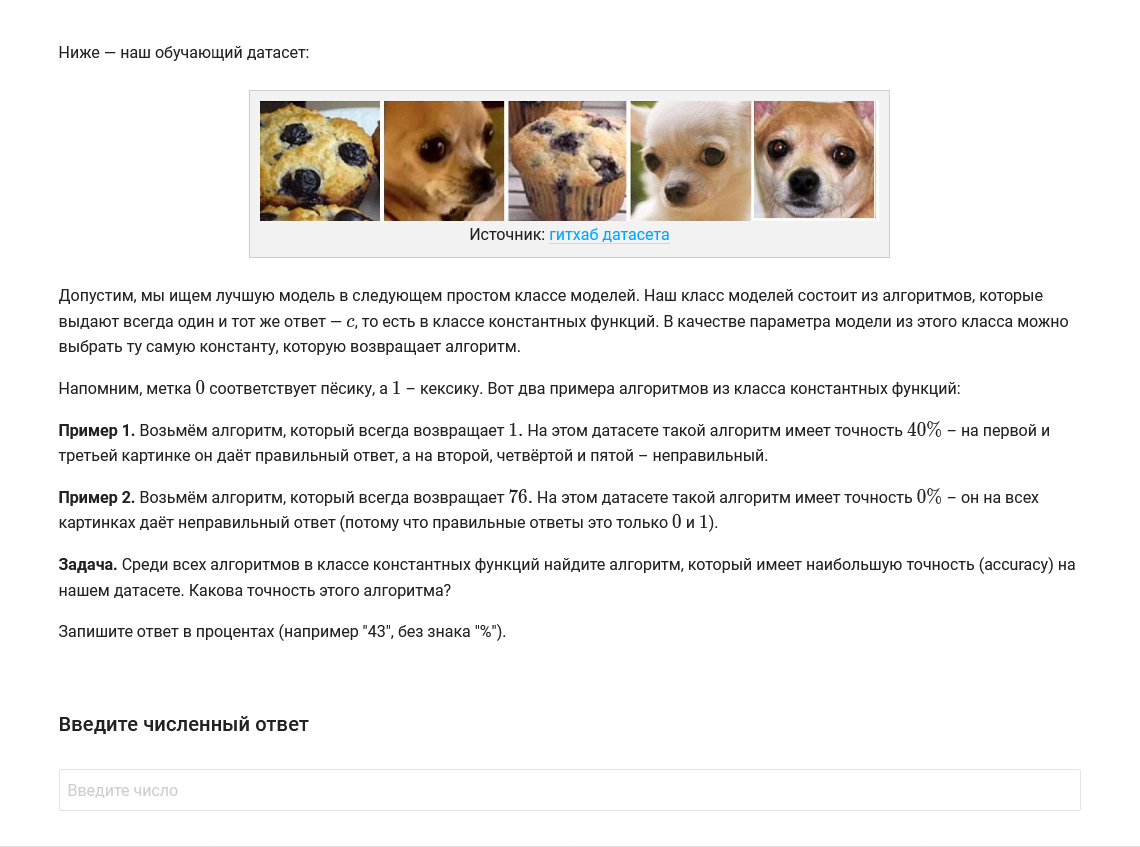 Ниже — наш обучающий датасет:
Источник: гитхаб датасета
Допустим, мы ищем лучшую модель в следующем простом классе моделей. Наш класс моделей состоит из алгоритмов, которые
выдают всегда один и тот же ответ — c, то есть в классе константных функций. В качестве параметра модели из этого класса можно
выбрать ту самую константу, которую возвращает алгоритм.
Напомним, метка 0 соответствует пёсику, а 1 – кексику. Вот два примера алгоритмов из класса константных функций:
Пример 1. Возьмём алгоритм, который всегда возвращает 1. На этом датасете такой алгоритм имеет точность 40% – на первой и
третьей картинке он даёт правильный ответ, а на второй, четвёртой и пятой – неправильный.
Пример 2. Возьмём алгоритм, который всегда возвращает 76. На этом датасете такой алгоритм имеет точность 0% – он на всех
картинках даёт неправильный ответ (потому что правильные ответы это только 0 и 1).
Задача. Среди всех алгоритмов в классе константных функций найдите алгоритм, который имеет наибольшую точность (accuracy) на
нашем датасете. Какова точность этого алгоритма?
Запишите ответ в процентах (например "43", без знака "%").
Введите численный ответ
Введите число